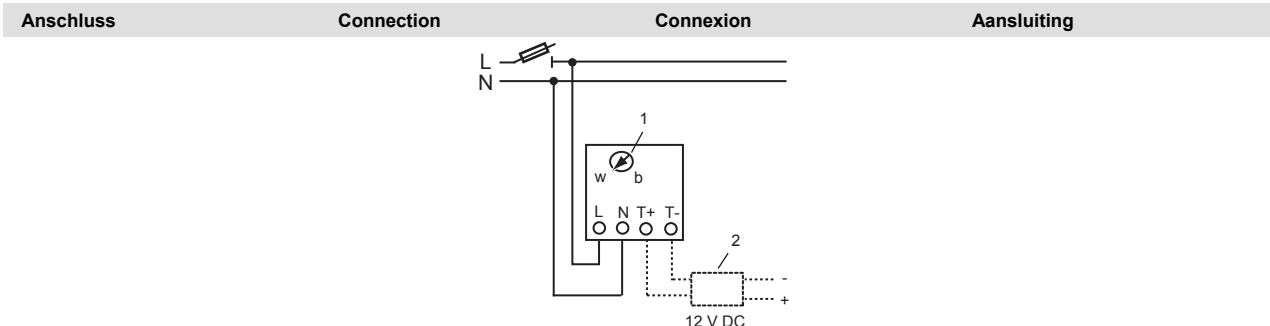 Anschluss Connection Connexion Aansluiting
L
N
1
w b
L N T+ T-
2
-
+
12 V DC